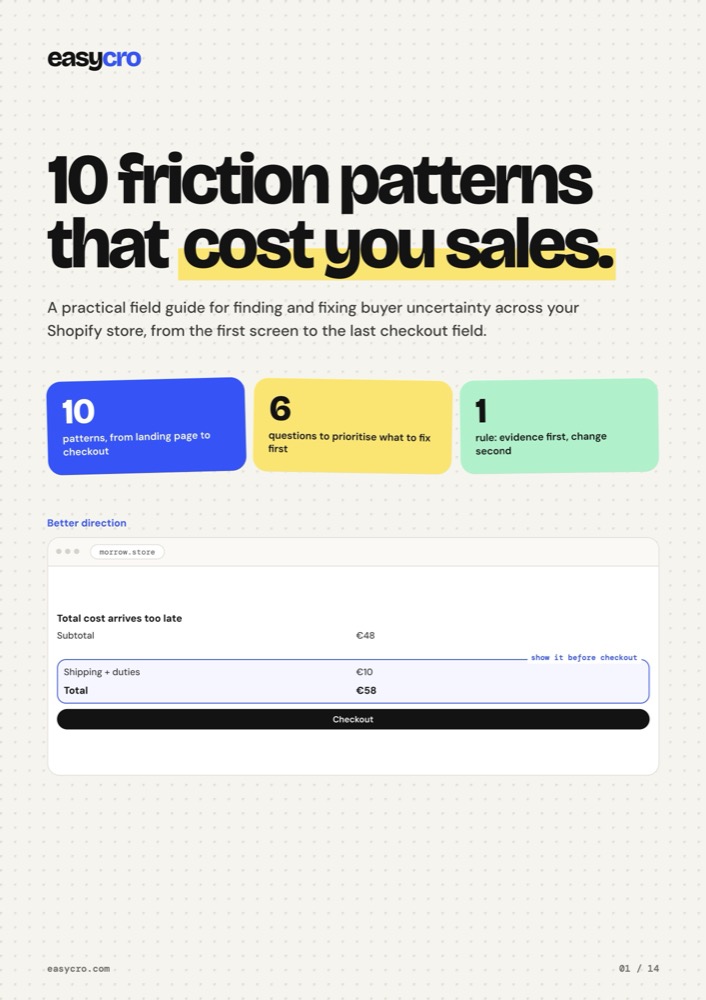 easycro
10 friction patterns
that cost you sales.
A practical field guide for finding and fixing buyer uncertainty across your
Shopify store, from the first screen to the last checkout field.
10
patterns, from landing page to
checkout
6
questions to prioritise what to fix
first
1
rule: evidence first, change
second
Better direction
morrow.store
Total cost arrives too late
Subtotal €48
show it before checkout
Shipping + duties €10
Total €58
Checkout
easycro.com 01 / 14